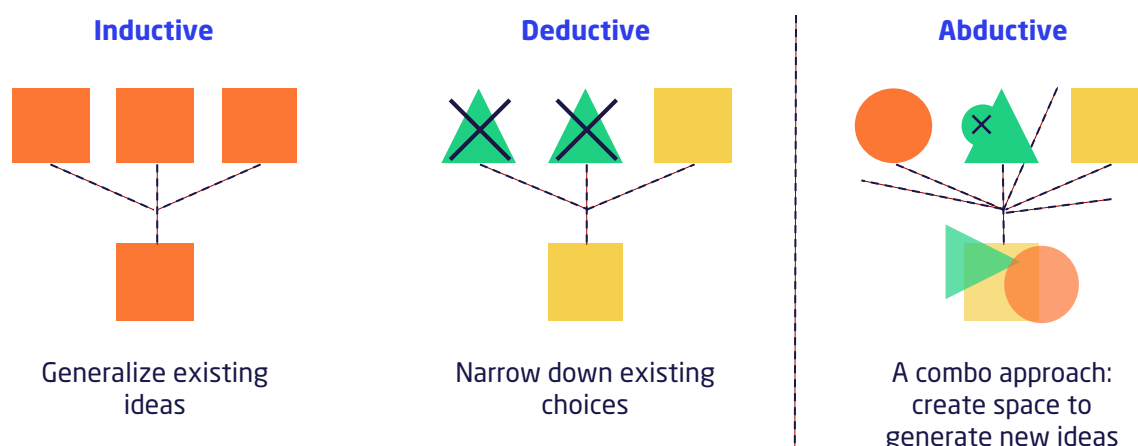 Inductive
Generalize existing
ideas
Deductive
Narrow down existing
choices
Abductive
A combo approach:
create space to
generate new ideas